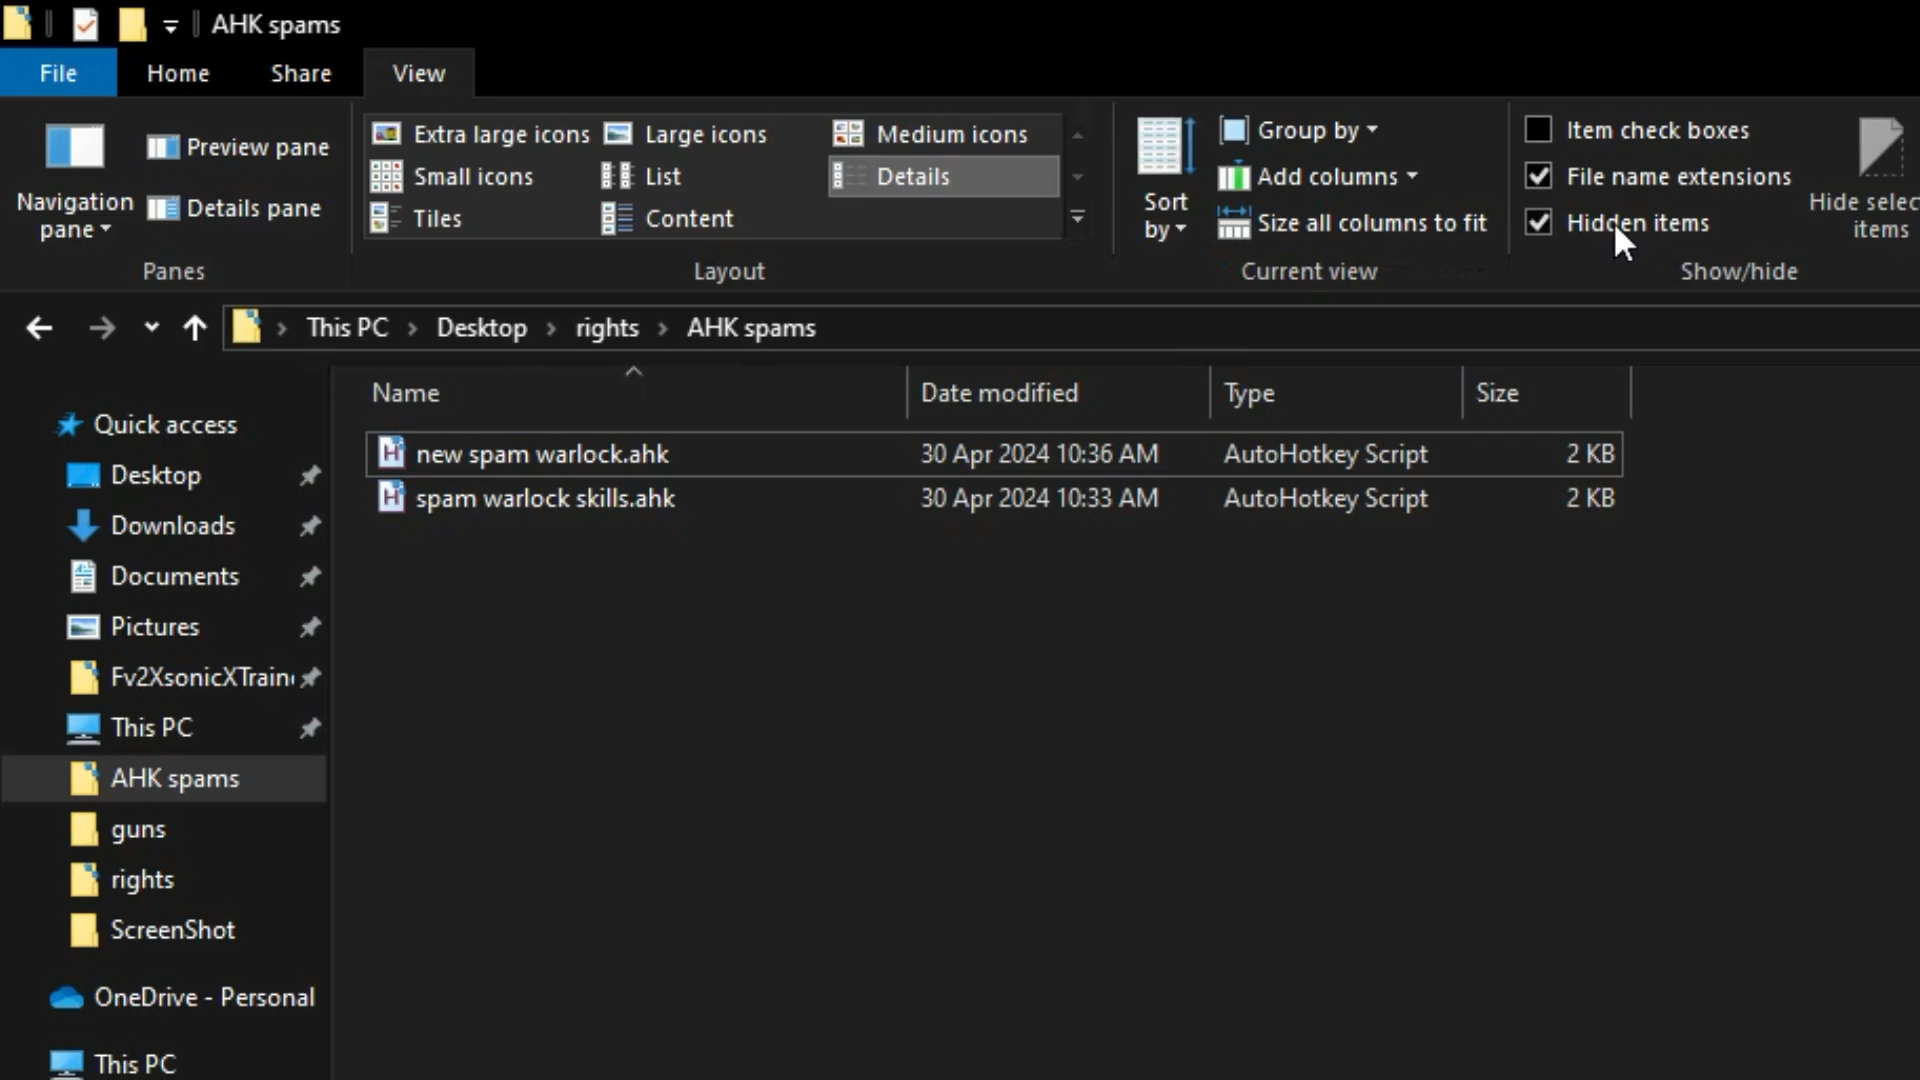 AHK spams
File Home Share View
Navigation pane
Preview pane
Details pane
Panes
Extra large icons Large icons Medium icons
Small icons List Details
Tiles Content
Layout
Sort by
Group by
Add columns
Size all columns to fit
Current view
Item check boxes
File name extensions
Hidden items
Hide selec
items
Show/hide
This PC > Desktop > rights > AHK spams
Name Date modified Type Size
new spam warlock.ahk 30 Apr 2024 10:36 AM AutoHotkey Script 2 KB
spam warlock skills.ahk 30 Apr 2024 10:33 AM AutoHotkey Script 2 KB
Quick access
Desktop
Downloads
Documents
Pictures
Fv2XsonicXTrain
This PC
AHK spams
guns
rights
ScreenShot
OneDrive - Personal
This PC